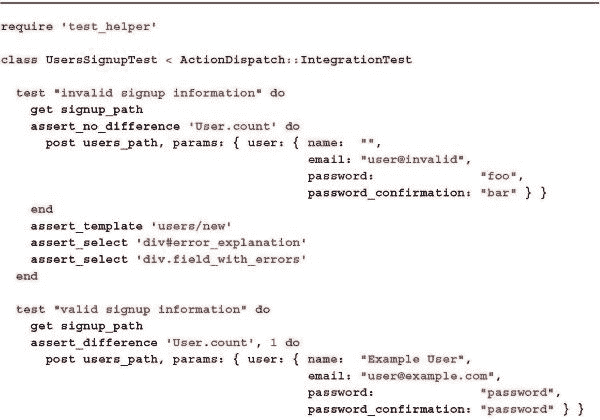 require 'test_helper'
class UsersSignupTest < ActionDispatch::IntegrationTest
  test "invalid signup information" do
    get signup_path
    assert_no_difference 'User.count' do
      post users_path, params: { user: { name:  "",
                                         email: "user@invalid",
                                         password:              "foo",
                                         password_confirmation: "bar" } }
    end
    assert_template 'users/new'
    assert_select 'div#error_explanation'
    assert_select 'div.field_with_errors'
  end
  test "valid signup information" do
    get signup_path
    assert_difference 'User.count', 1 do
      post users_path, params: { user: { name:  "Example User",
                                         email: "user@example.com",
                                         password:              "password",
                                         password_confirmation: "password" } }